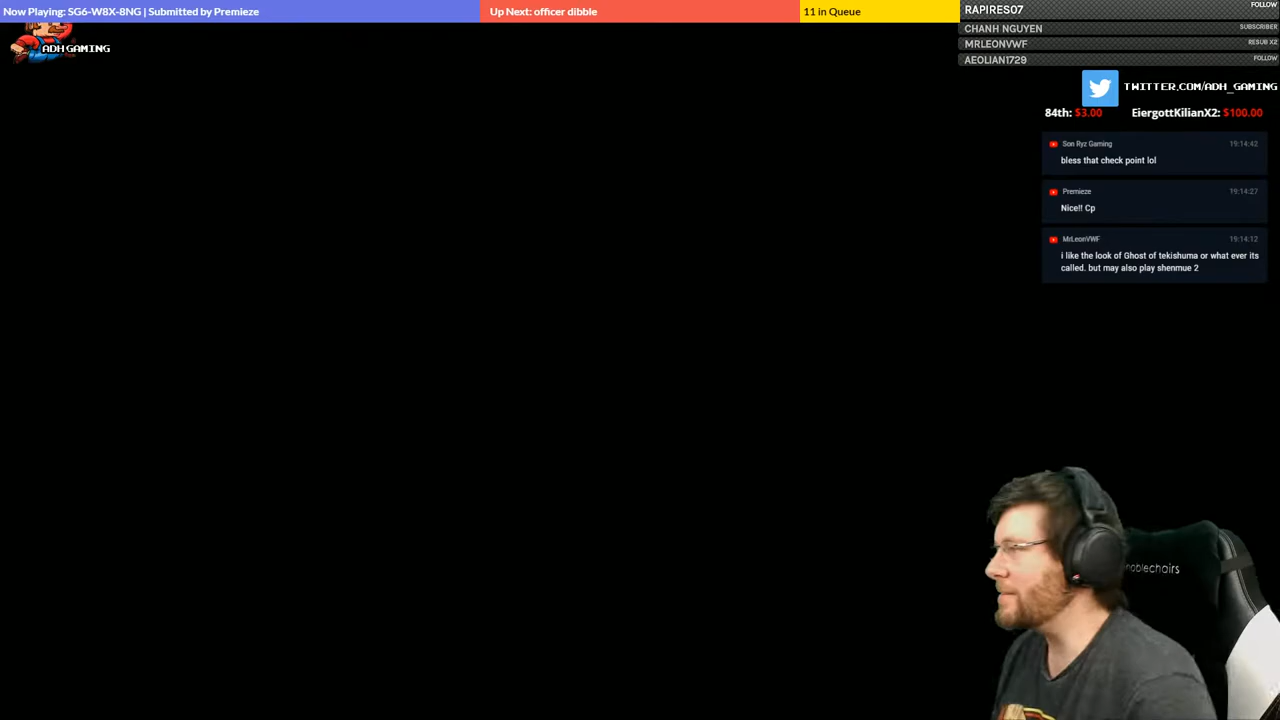 Now Playing: SG6-W8X-8NG | Submitted by Premieze
Up Next: officer dibble
11 in Queue
RAPIRES07
FOLLOW
CHANH NGUYEN
SUBSCRIBER
MRLEONVWF
RESUB X2
AEOLIAN1729
FOLLOW
ADH GAMING
TWITTER.COM/ADH_GAMING
84th: $3.00
EiergottKilianX2: $100.00
Son Ryz Gaming
19:14:42
bless that check point lol
Premieze
19:14:27
Nice!! Cp
MrLeonVWF
19:14:12
i like the look of Ghost of tekishuma or what ever its
called. but may also play shenmue 2
noblechairs